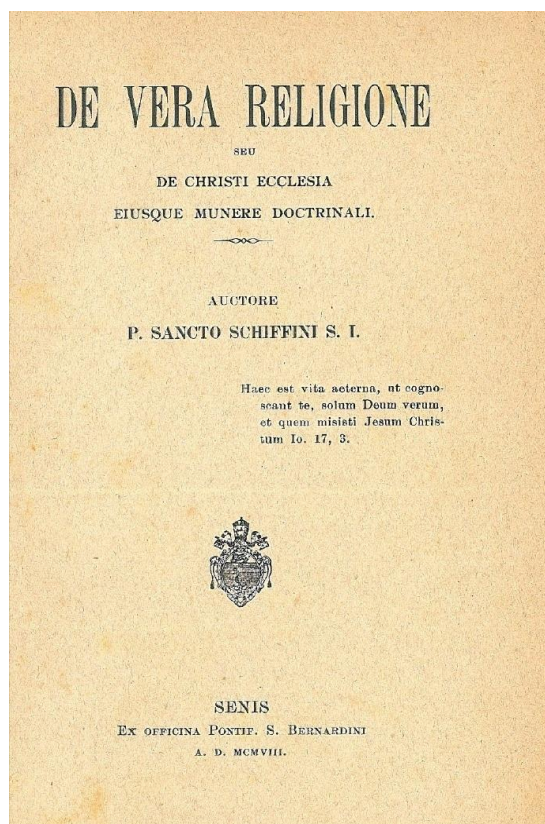 DE VERA RELIGIONE
SEU
DE CHRISTI ECCLESIA
EIUSQUE MUNERE DOCTRINALI.
AUCTORE
P. SANCTO SCHIFFINI S. I.
Haec est vita aeterna, ut cogno-
scant te, solum Deum verum,
et quem misisti Jesum Chris-
tum Io. 17, 3.
SENIS
EX OFFICINA PONTIF. S. BERNARDINI
A. D. MCMVIII.